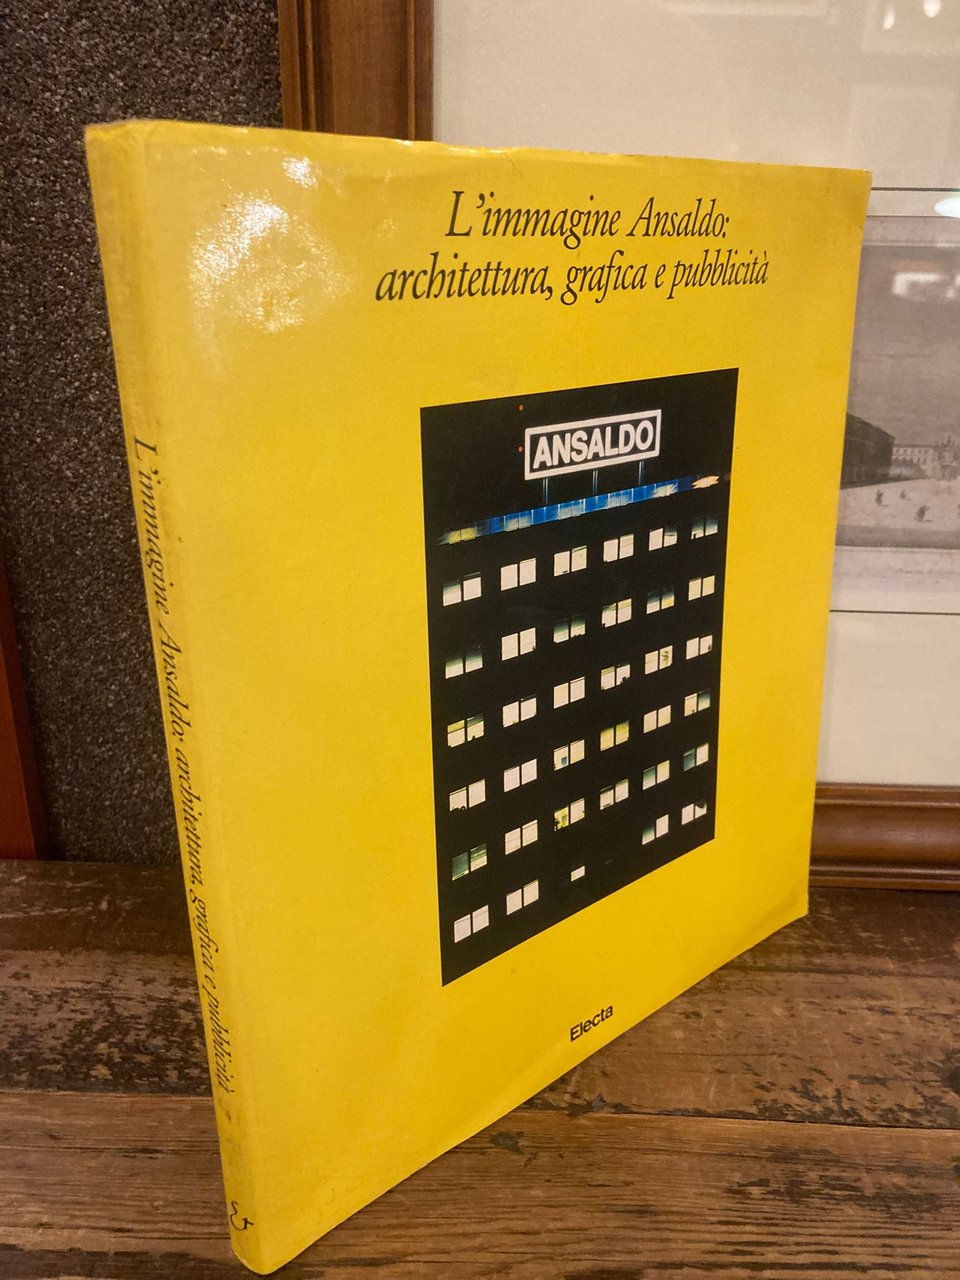 L'immagine Ansaldo:
architettura, grafica e pubblicità
ANSALDO
Electa
L'immagine Ansaldo: architettura, grafica e pubblicità